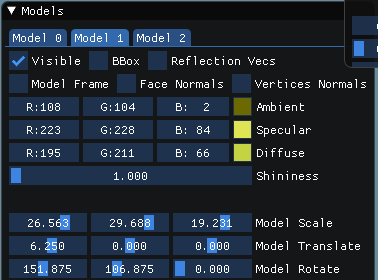 Models
Model 0 Model 1 Model 2
Visible BBox Reflection Vecs
Model Frame Face Normals Vertices Normals
R:108 G:104 B: 2 Ambient
R:223 G:228 B: 84 Specular
R:195 G:211 B: 66 Diffuse
1.000 Shininess
26.563 29.688 19.231 Model Scale
6.250 0.000 0.000 Model Translate
151.875 106.875 0.000 Model Rotate